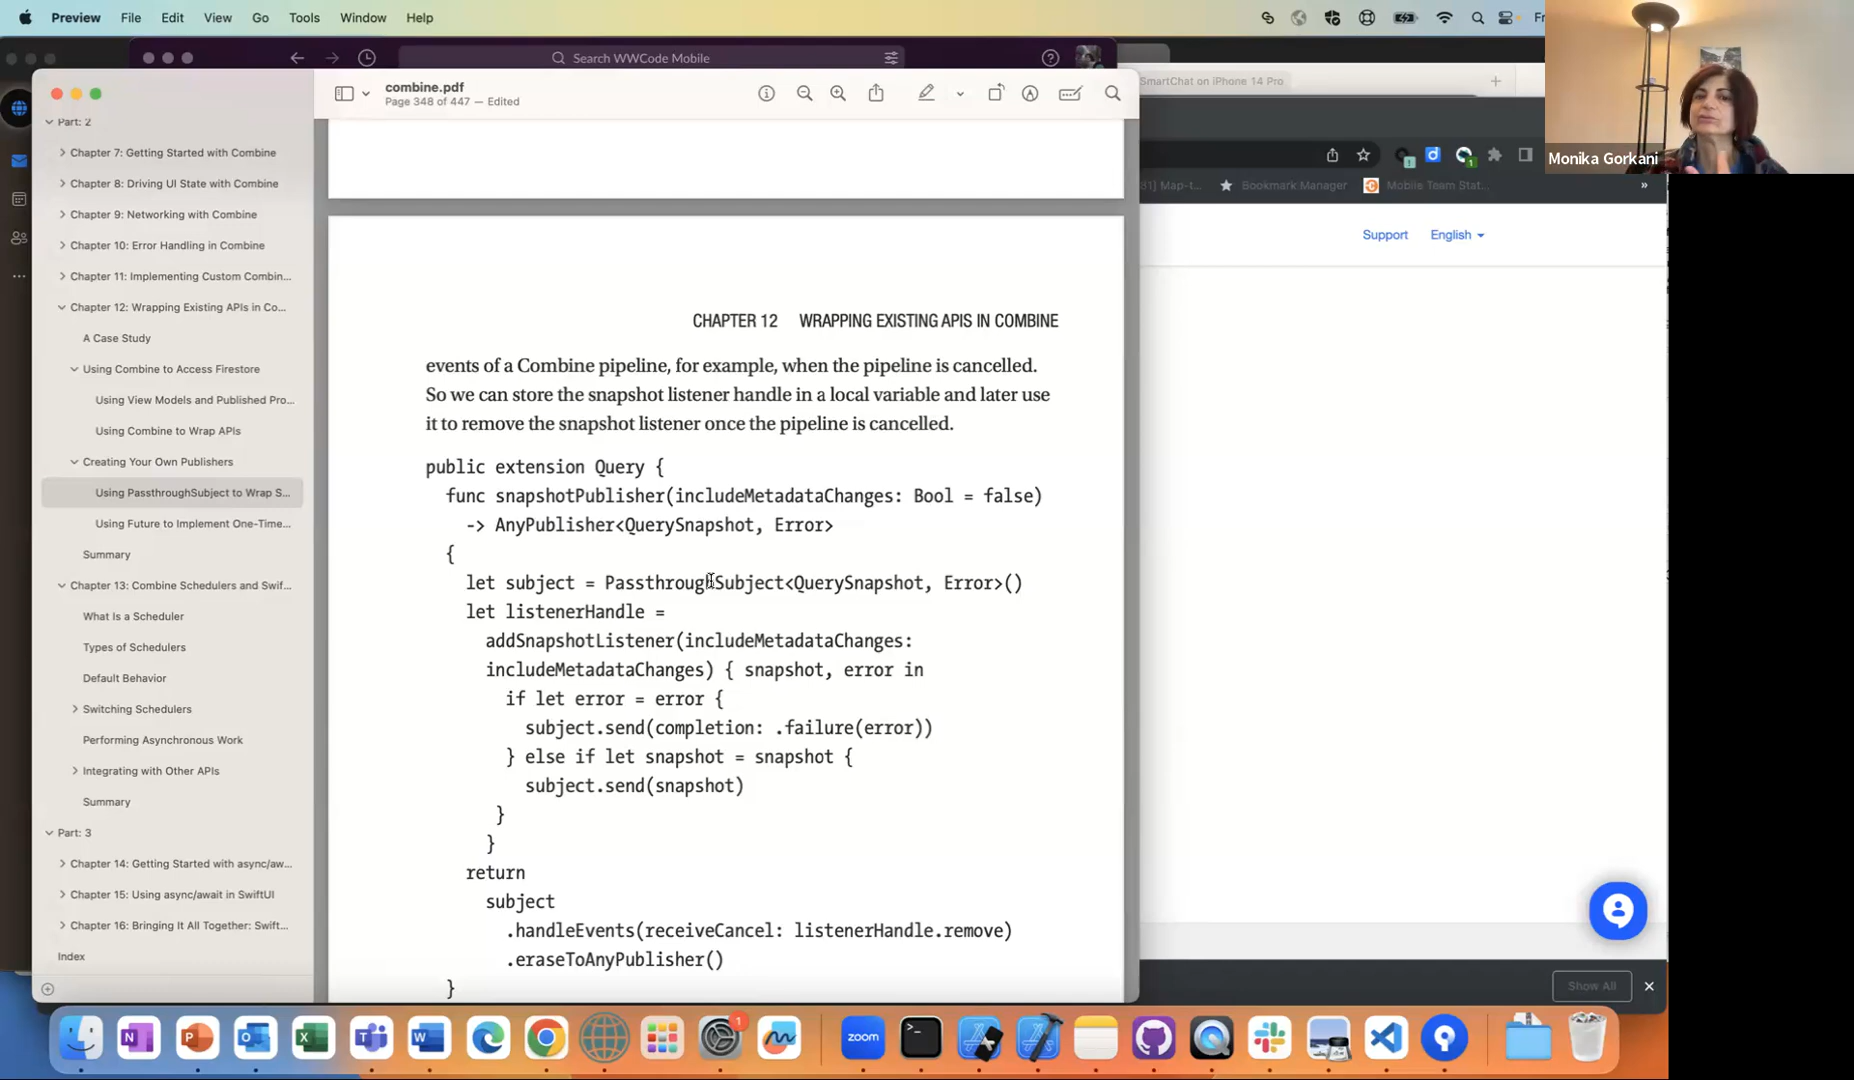 Preview File Edit View Go Tools Window Help
Search WWCode Mobile
Monika Gorkani
combine.pdf
Page 348 of 447 — Edited
SmartChat on iPhone 14 Pro
Part: 2
Chapter 7: Getting Started with Combine
Chapter 8: Driving UI State with Combine
Chapter 9: Networking with Combine
Chapter 10: Error Handling in Combine
Chapter 11: Implementing Custom Combin...
Chapter 12: Wrapping Existing APIs in Co...
A Case Study
Using Combine to Access Firestore
Using View Models and Published Pro...
Using Combine to Wrap APIs
Creating Your Own Publishers
Using PassthroughSubject to Wrap S...
Using Future to Implement One-Time...
Summary
Chapter 13: Combine Schedulers and Swif...
What Is a Scheduler
Types of Schedulers
Default Behavior
Switching Schedulers
Performing Asynchronous Work
Integrating with Other APIs
Summary
Part: 3
Chapter 14: Getting Started with async/aw...
Chapter 15: Using async/await in SwiftUI
Chapter 16: Bringing It All Together: Swift...
Index
CHAPTER 12 WRAPPING EXISTING APIS IN COMBINE
events of a Combine pipeline, for example, when the pipeline is cancelled.
So we can store the snapshot listener handle in a local variable and later use
it to remove the snapshot listener once the pipeline is cancelled.
public extension Query {
func snapshotPublisher(includeMetadataChanges: Bool = false)
-> AnyPublisher<QuerySnapshot, Error>
{
let subject = PassthroughSubject<QuerySnapshot, Error>()
let listenerHandle =
addSnapshotListener(includeMetadataChanges:
includeMetadataChanges) { snapshot, error in
if let error = error {
subject.send(completion: .failure(error))
} else if let snapshot = snapshot {
subject.send(snapshot)
}
}
return
subject
.handleEvents(receiveCancel: listenerHandle.remove)
.eraseToAnyPublisher()
}
81] Map-t... Bookmark Manager Mobile Team Stat... »
Support English
Show All
zoom
1